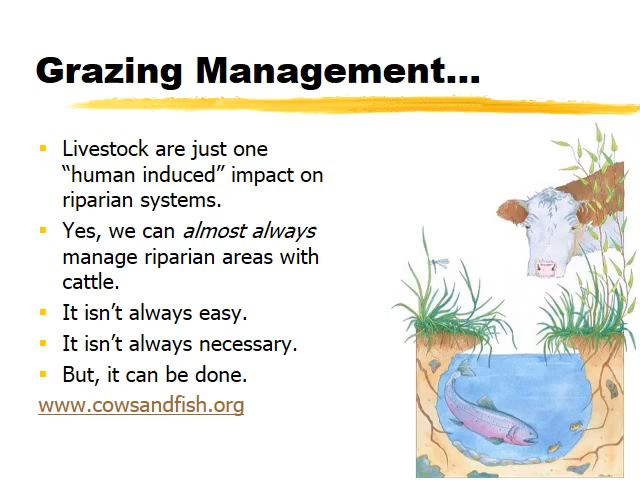 Grazing Management...
Livestock are just one
“human induced” impact on
riparian systems.
Yes, we can almost always
manage riparian areas with
cattle.
It isn’t always easy.
It isn’t always necessary.
But, it can be done.
www.cowsandfish.org